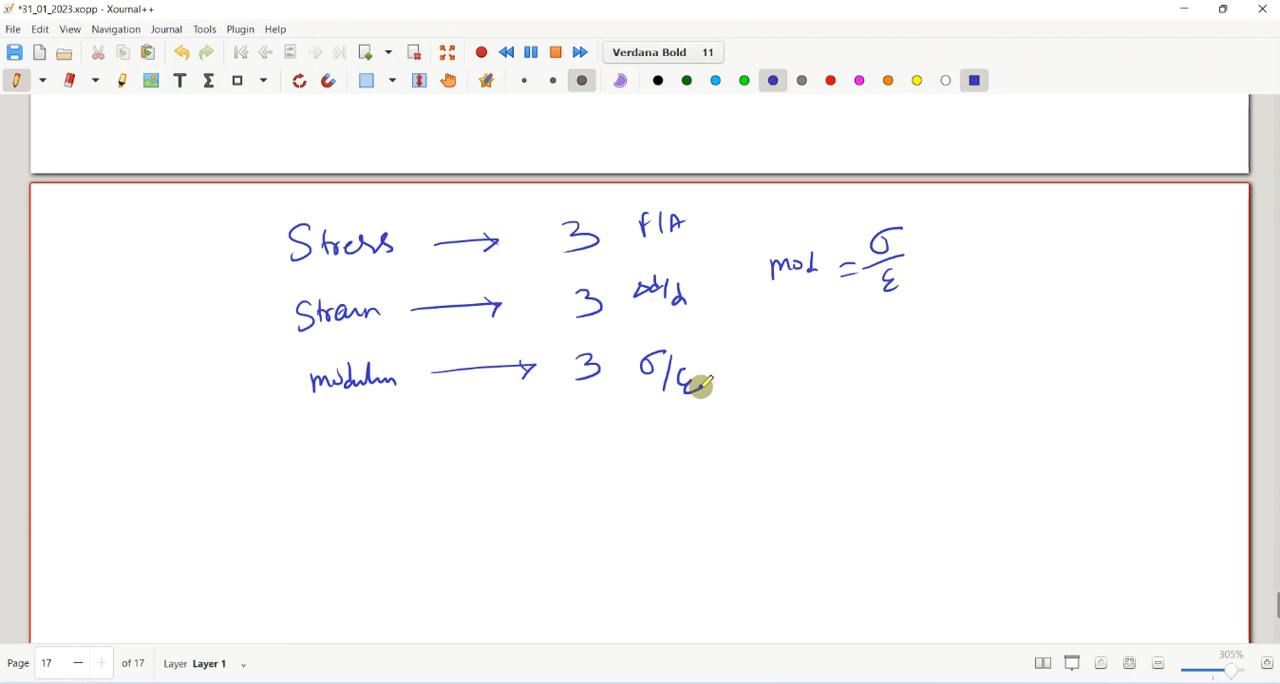 *31_01_2023.xopp - Xournal++
File Edit View Navigation Journal Tools Plugin Help
Verdana Bold 11
Stress → 3 F/A
mod = σ/ε
Strain → 3 Δd/d
modulus → 3 σ/ε
Page 17 of 17 Layer Layer 1
305%